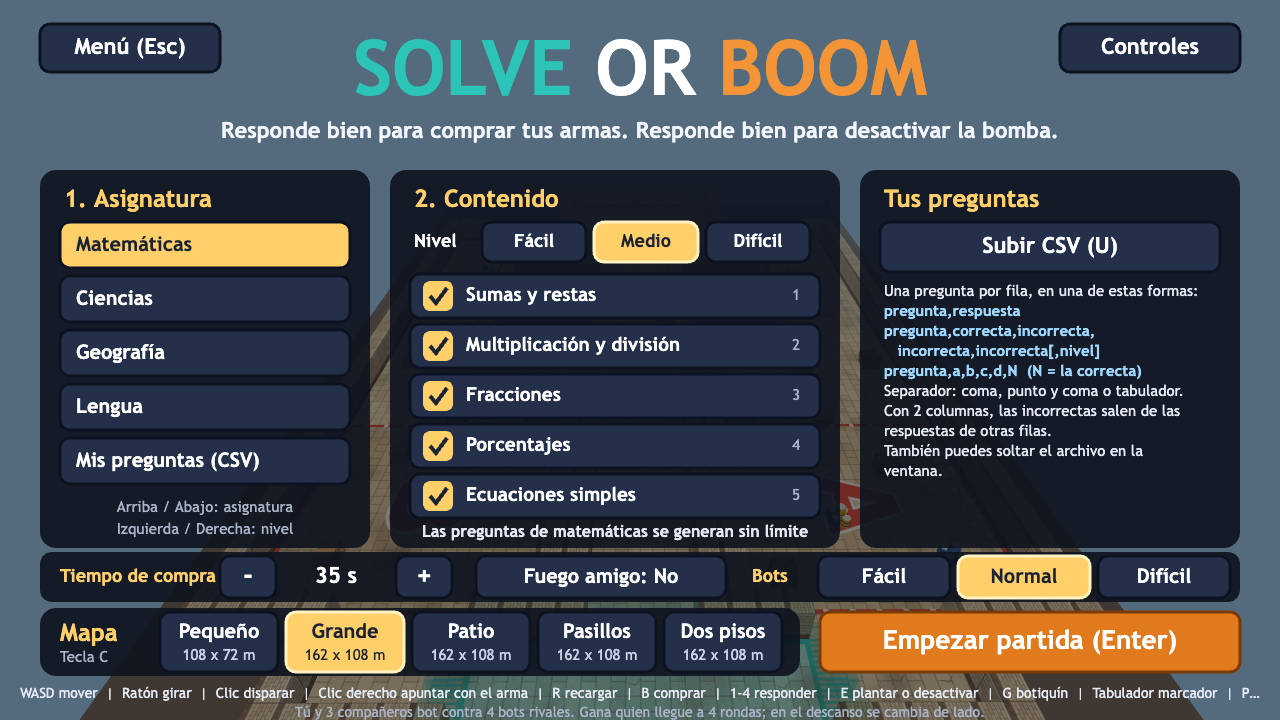 Menú (Esc)
SOLVE OR BOOM
Controles
Responde bien para comprar tus armas. Responde bien para desactivar la bomba.
1. Asignatura
Matemáticas
Ciencias
Geografía
Lengua
Mis preguntas (CSV)
Arriba / Abajo: asignatura
Izquierda / Derecha: nivel
2. Contenido
Nivel Fácil Medio Difícil
Sumas y restas 1
Multiplicación y división 2
Fracciones 3
Porcentajes 4
Ecuaciones simples 5
Las preguntas de matemáticas se generan sin límite
Tus preguntas
Subir CSV (U)
Una pregunta por fila, en una de estas formas:
pregunta,respuesta
pregunta,correcta,incorrecta,
incorrecta,incorrecta[,nivel]
pregunta,a,b,c,d,N (N = la correcta)
Separador: coma, punto y coma o tabulador.
Con 2 columnas, las incorrectas salen de las
respuestas de otras filas.
También puedes soltar el archivo en la
ventana.
Tiempo de compra - 35 s + Fuego amigo: No Bots Fácil Normal Difícil
Mapa
Tecla C
Pequeño
108 x 72 m
Grande
162 x 108 m
Patio
162 x 108 m
Pasillos
162 x 108 m
Dos pisos
162 x 108 m
Empezar partida (Enter)
WASD mover | Ratón girar | Clic disparar | Clic derecho apuntar con el arma | R recargar | B comprar | 1-4 responder | E plantar o desactivar | G botiquín | Tabulador marcador | P...
Tú y 3 compañeros bot contra 4 bots rivales. Gana quien llegue a 4 rondas; en el descanso se cambia de lado.